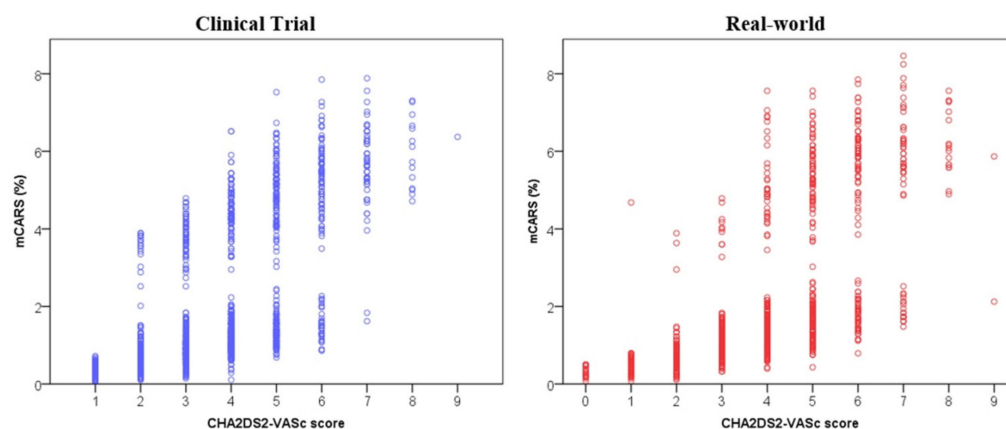 Clinical Trial
8
6
4
2
0
mCARS (%)
1 2 3 4 5 6 7 8 9
CHA2DS2-VASc score
Real-world
8
6
4
2
0
mCARS (%)
0 1 2 3 4 5 6 7 8 9
CHA2DS2-VASc score